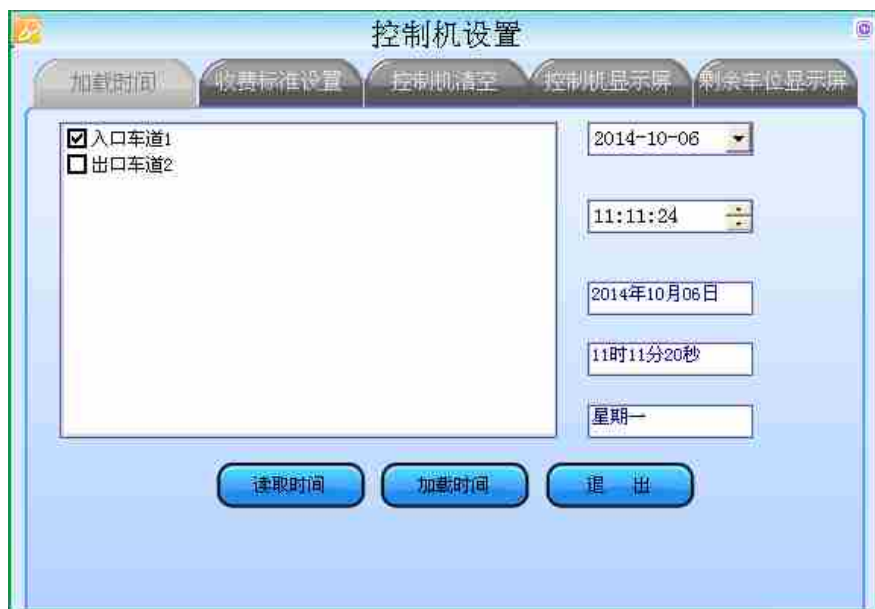 控制机设置
加载时间 收费标准设置 控制机清空 控制机显示屏 剩余车位显示屏
入口车道1
出口车道2
2014-10-06
11:11:24
2014年10月06日
11时11分20秒
星期一
读取时间 加载时间 退 出